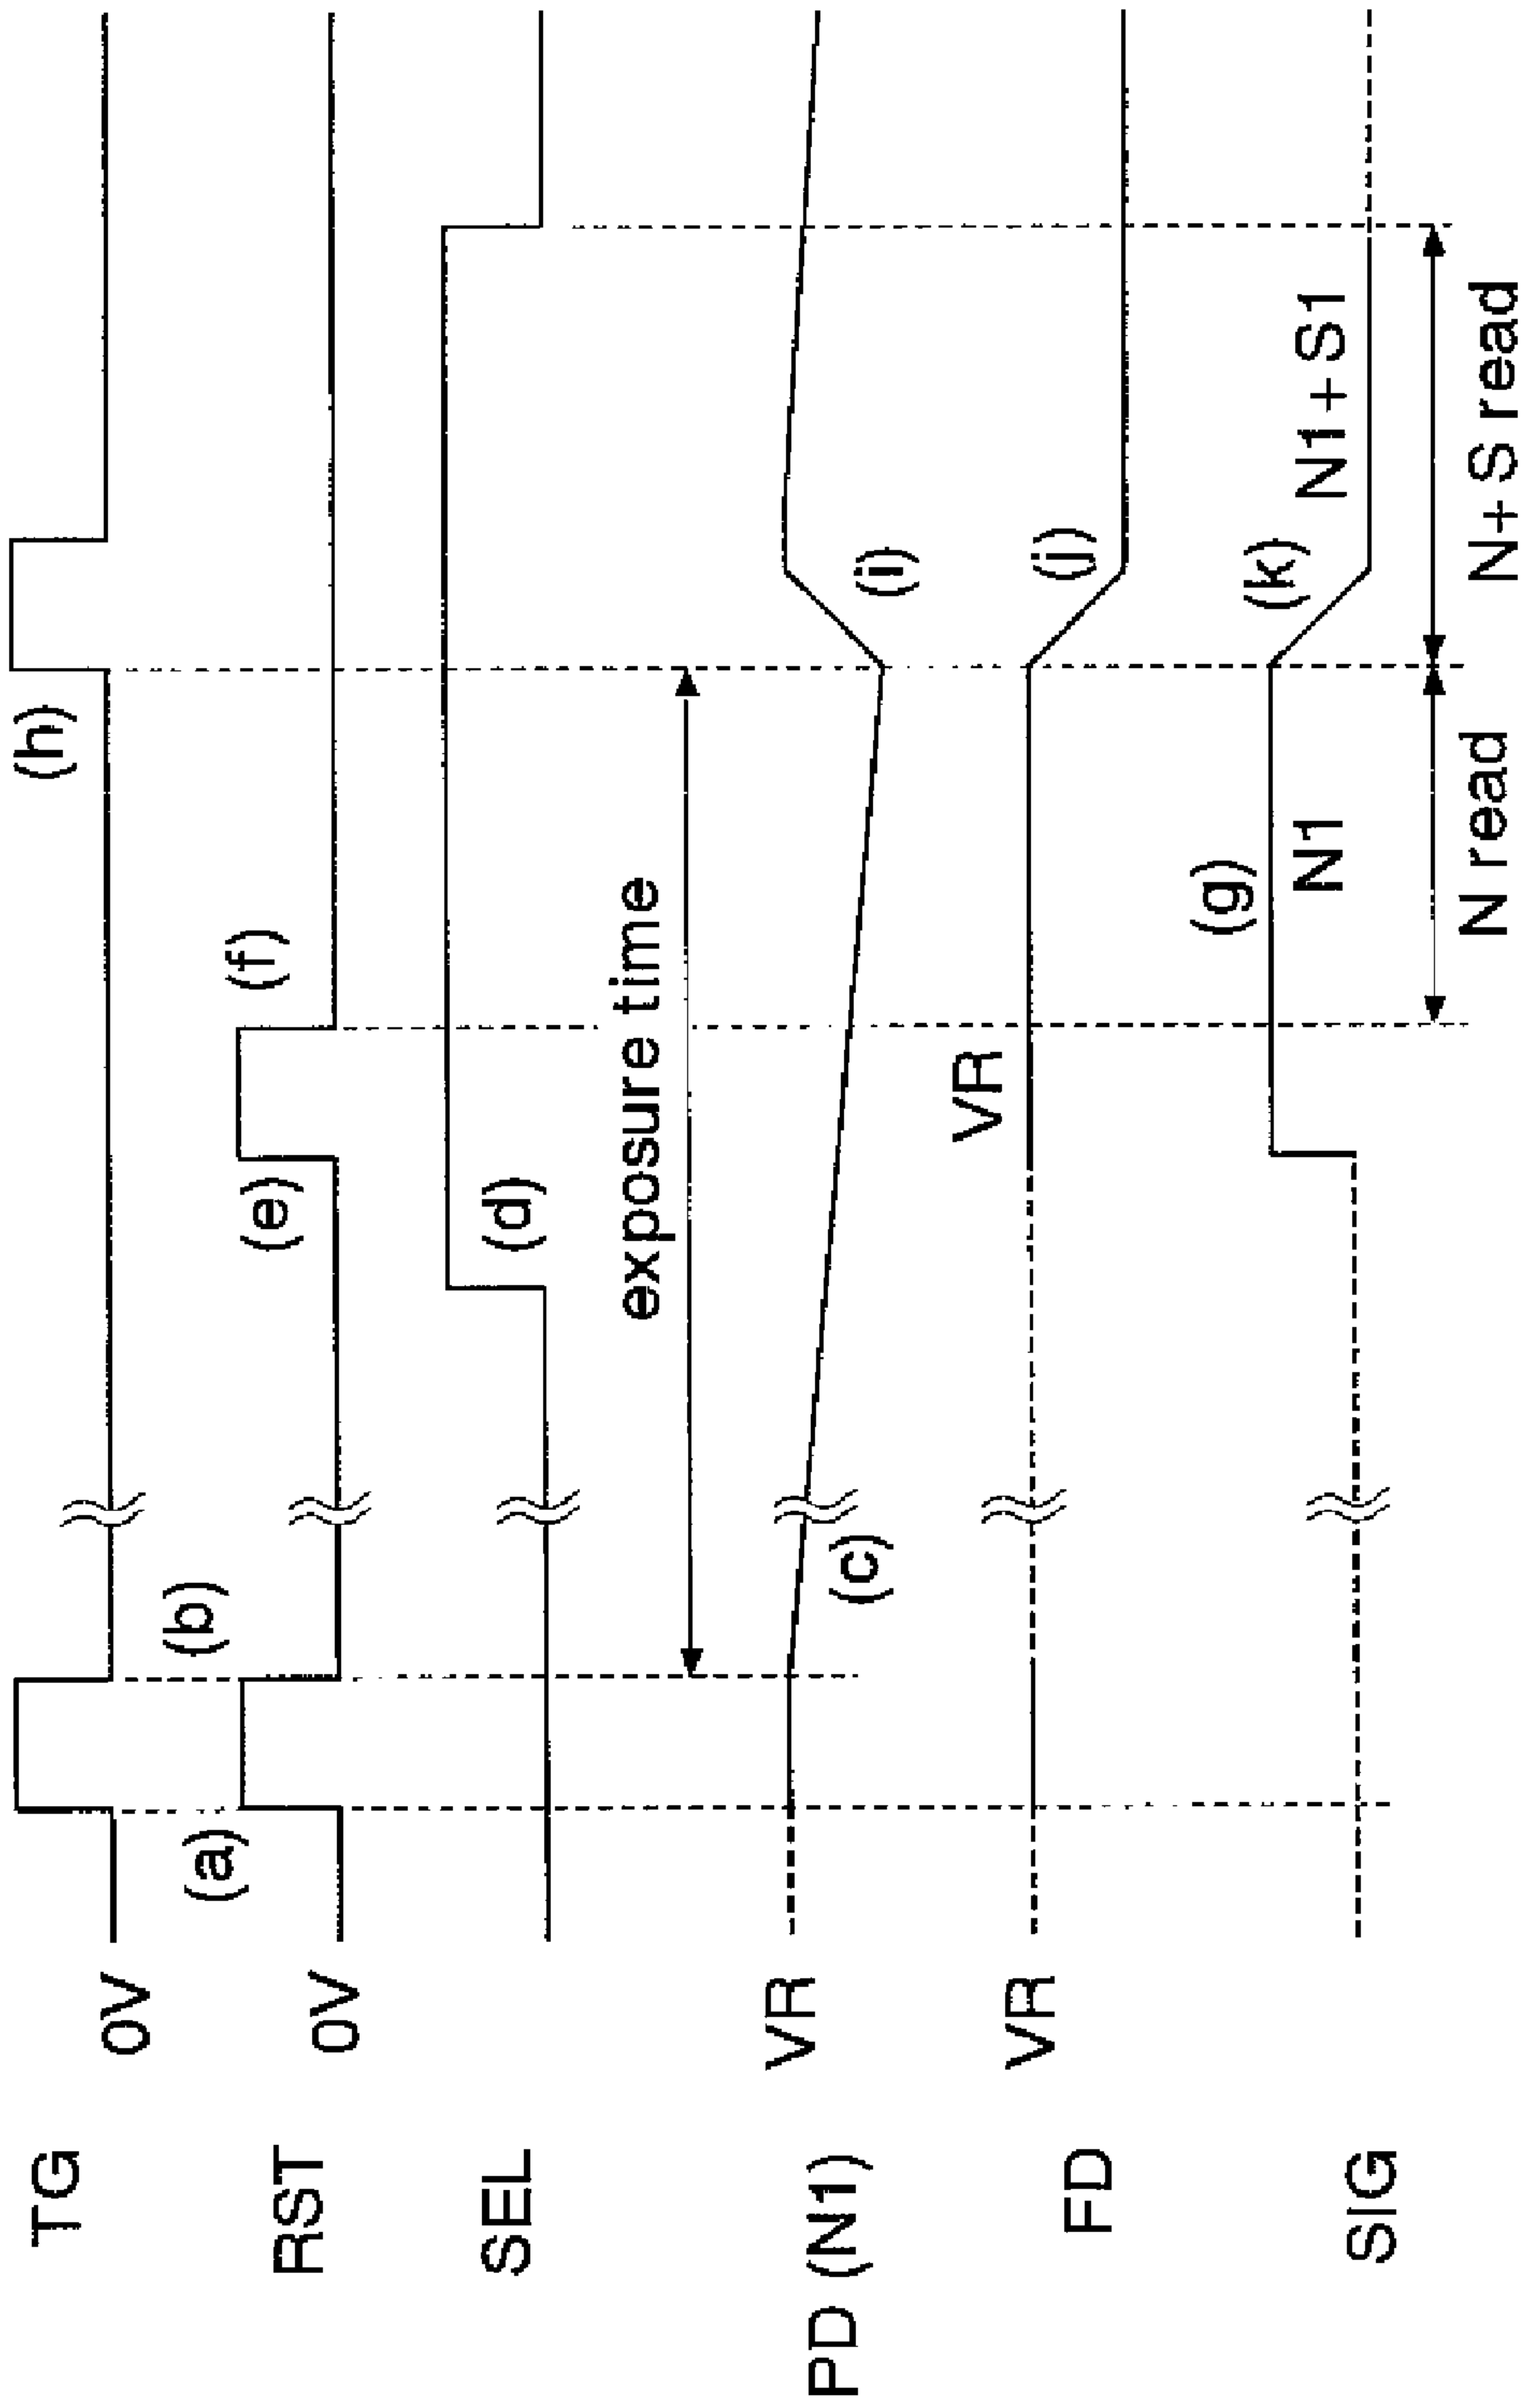 TG
0V
(h)
(b)
(a)
RST
0V
(e)
(f)
SEL
(d)
exposure time
PD (N1)
VR
(c)
(i)
FD
VR
VR
(j)
SIG
(g)
N1
(k)
N1+S1
N read
N+S read